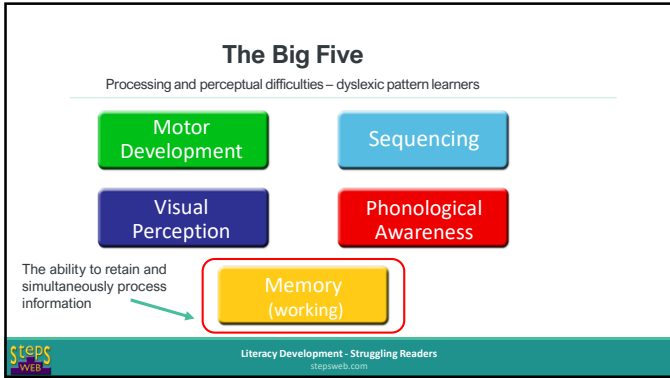 The Big Five
Processing and perceptual difficulties – dyslexic pattern learners
Motor
Development
Sequencing
Visual
Perception
Phonological
Awareness
The ability to retain and
simultaneously process
information
Memory
(working)
steps
WEB
Literacy Development - Struggling Readers
stepsweb.com